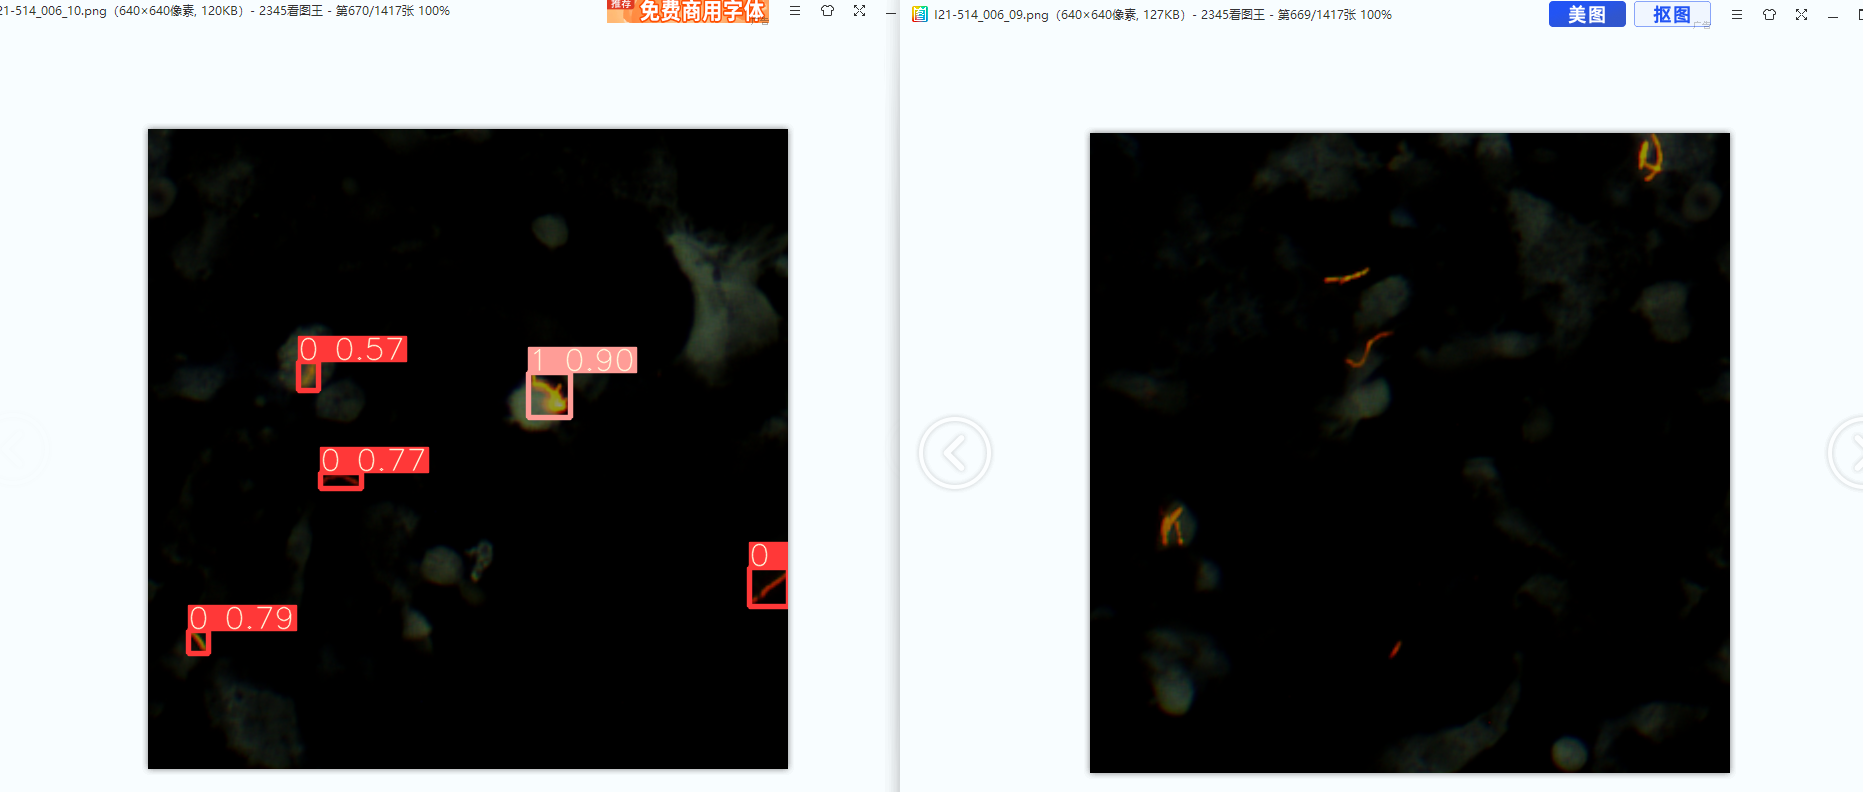 21-514_006_10.png（640×640像素, 120KB）- 2345看图王 - 第670/1417张 100%
推荐
免费商用字体
广告
I21-514_006_09.png（640×640像素, 127KB）- 2345看图王 - 第669/1417张 100%
美图
抠图
广告
0 0.57
1 0.90
0 0.77
0
0 0.79